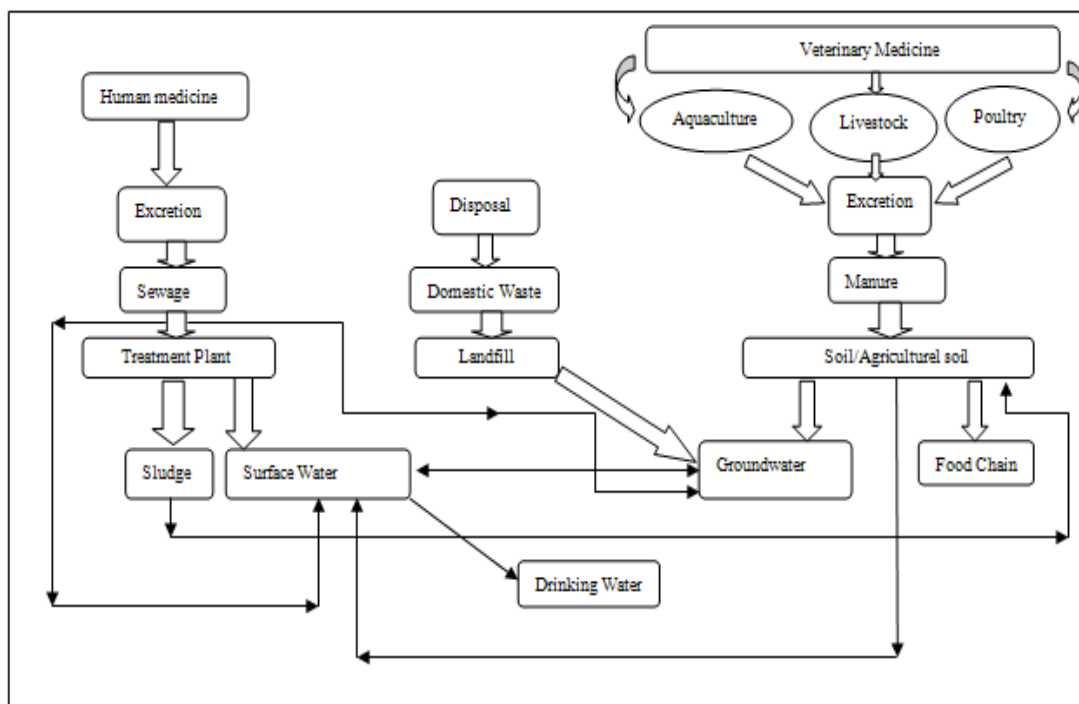 Veterinary Medicine
Human medicine
Aquaculture
Livestock
Poultry
Excretion
Disposal
Excretion
Sewage
Domestic Waste
Manure
Treatment Plant
Landfill
Soil/Agriculturel soil
Sludge
Surface Water
Groundwater
Food Chain
Drinking Water